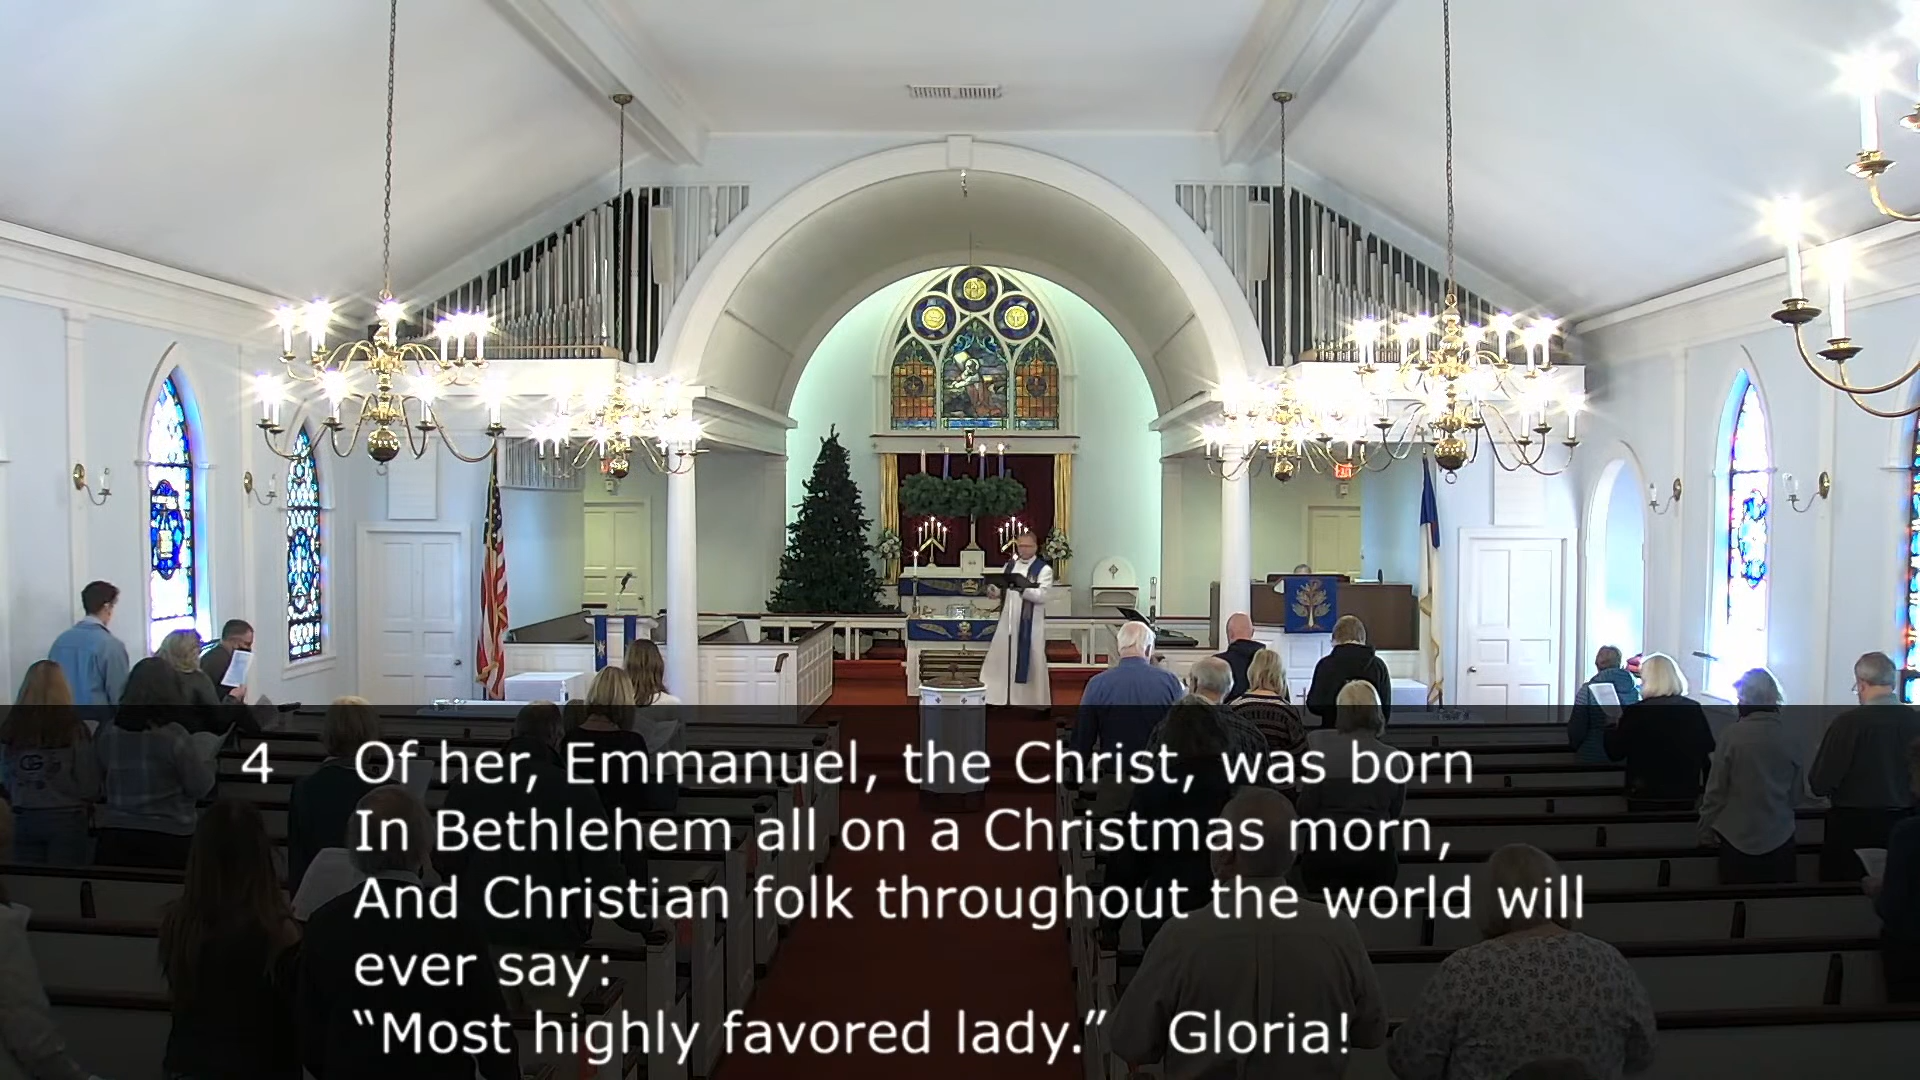 4 Of her, Emmanuel, the Christ, was born
In Bethlehem all on a Christmas morn,
And Christian folk throughout the world will
ever say:
“Most highly favored lady.” Gloria!